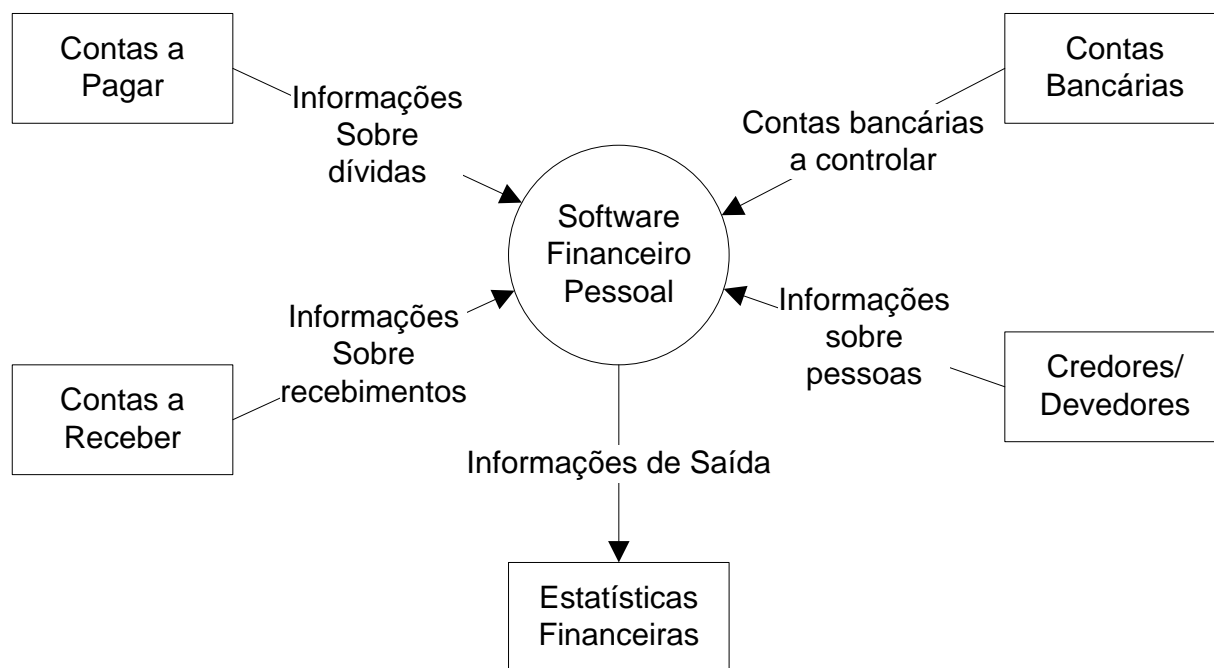 Contas a
Pagar
Informações
Sobre
dívidas
Contas
Bancárias
Contas bancárias
a controlar
Software
Financeiro
Pessoal
Contas a
Receber
Informações
Sobre
recebimentos
Informações
sobre
pessoas
Credores/
Devedores
Informações de Saída
Estatísticas
Financeiras